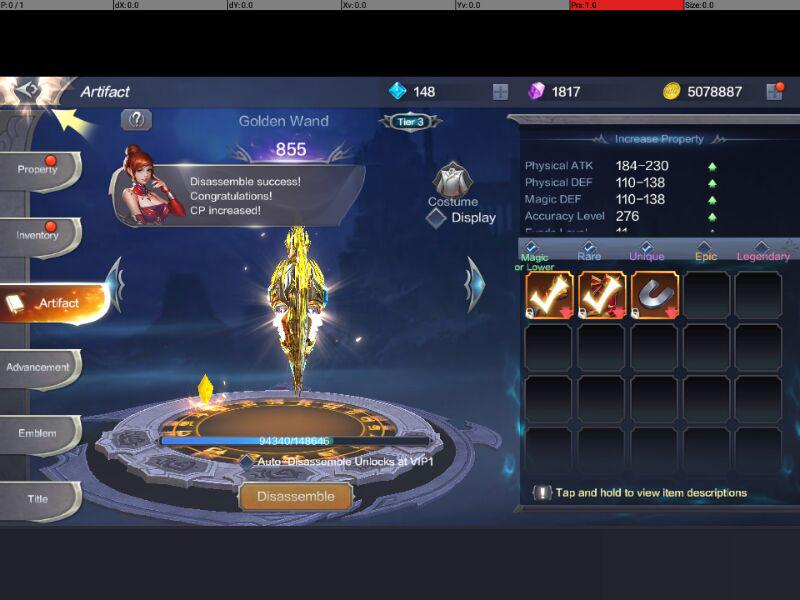 P: 0 / 1
dX: 0.0
dY: 0.0
Xv: 0.0
Yv: 0.0
Prs: 1.0
Size: 0.0
Artifact
148
1817
5078887
Golden Wand
Tier 3
855
Increase Property
Property
Disassemble success!
Congratulations!
CP increased!
Costume
Display
Physical ATK 184-230
Physical DEF 110-138
Magic DEF 110-138
Accuracy Level 276
Inventory
Magic
or Lower
Rare
Unique
Epic
Legendary
Artifact
Advancement
Emblem
94340/148646
Auto-Disassemble Unlocks at VIP1
Title
Disassemble
Tap and hold to view item descriptions